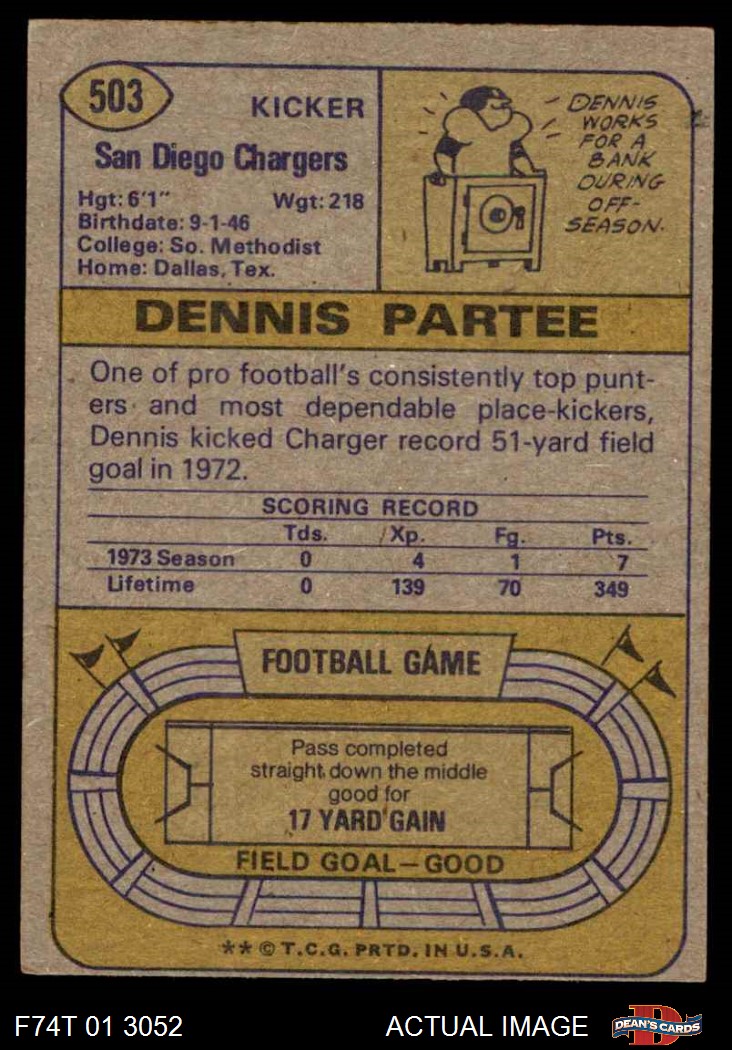 503
KICKER
San Diego Chargers
Hgt: 6'1" Wgt: 218
Birthdate: 9-1-46
College: So. Methodist
Home: Dallas, Tex.
DENNIS
WORKS
FOR A
BANK
DURING
OFF-
SEASON.
DENNIS PARTEE
One of pro football's consistently top punt-
ers and most dependable place-kickers,
Dennis kicked Charger record 51-yard field
goal in 1972.
SCORING RECORD
Tds. Xp. Fg. Pts.
1973 Season 0 4 1 7
Lifetime 0 139 70 349
FOOTBALL GAME
Pass completed
straight down the middle
good for
17 YARD GAIN
FIELD GOAL—GOOD
** © T.C.G. PRTD. IN U.S.A.
F74T 01 3052 ACTUAL IMAGE
D
DEAN'S CARDS